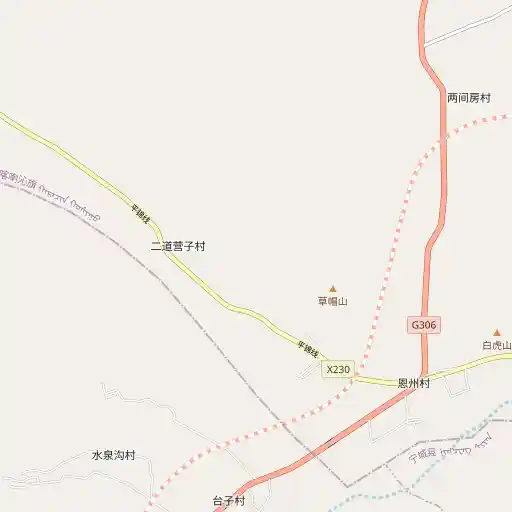 两间房村
喀喇沁旗
平锦线
二道营子村
草帽山
G306
白虎山
平锦线
X230
恩州村
水泉沟村
宁城县
台子村